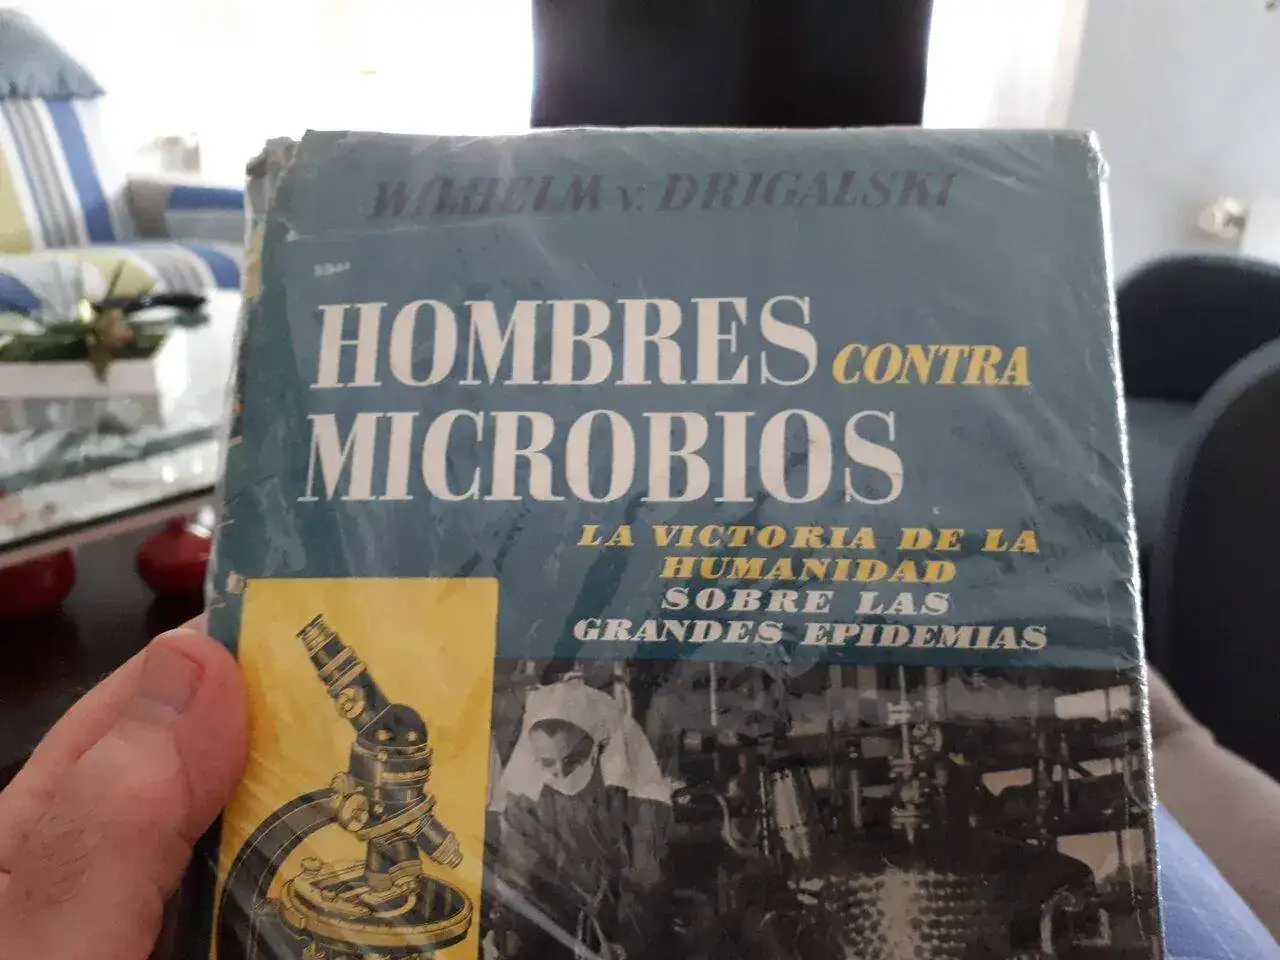 WILHELM v. DRIGALSKI
HOMBRES CONTRA
MICROBIOS
LA VICTORIA DE LA
HUMANIDAD
SOBRE LAS
GRANDES EPIDEMIAS